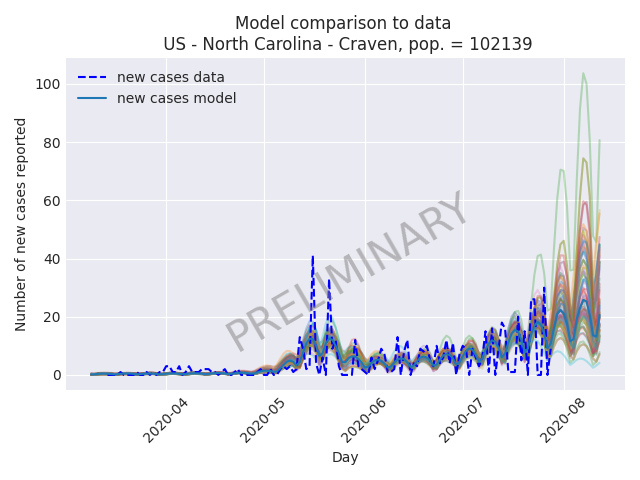 Model comparison to data
US - North Carolina - Craven, pop. = 102139
new cases data
new cases model
PRELIMINARY
Number of new cases reported
100
80
60
40
20
0
2020-04
2020-05
2020-06
2020-07
2020-08
Day